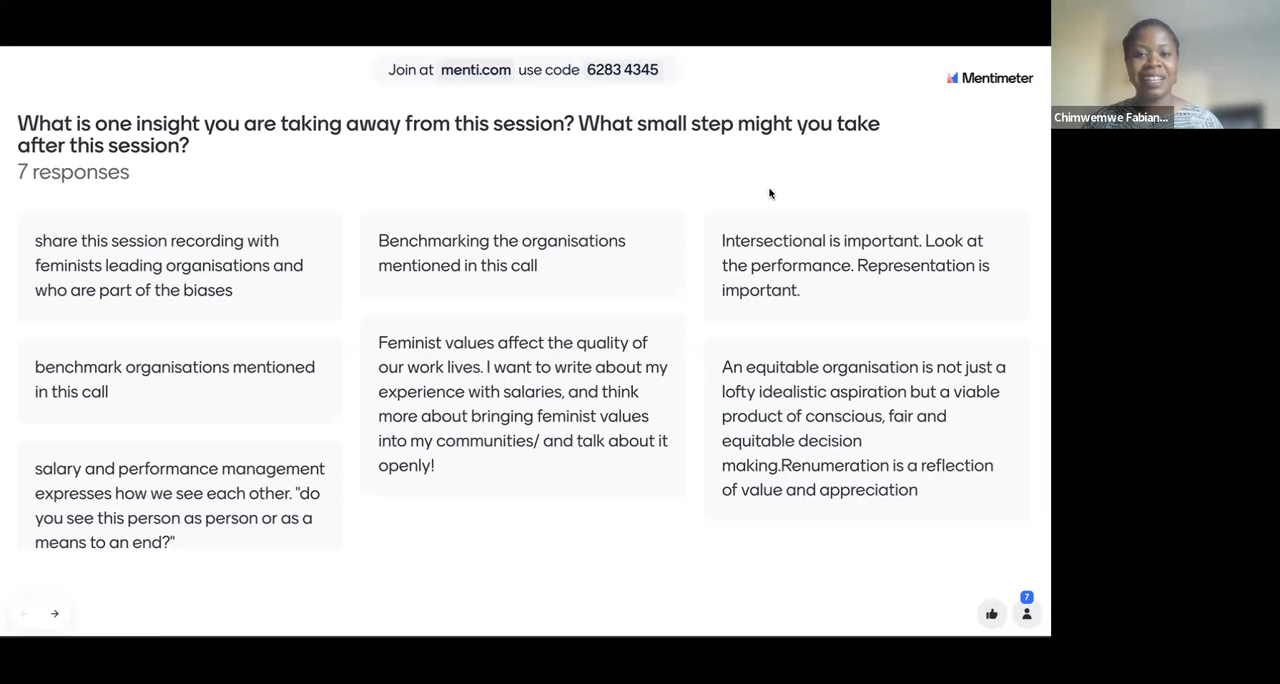 Join at menti.com use code 6283 4345
Mentimeter
What is one insight you are taking away from this session? What small step might you take
after this session?
7 responses
share this session recording with
feminists leading organisations and
who are part of the biases
benchmark organisations mentioned
in this call
salary and performance management
expresses how we see each other. "do
you see this person as person or as a
means to an end?"
Benchmarking the organisations
mentioned in this call
Feminist values affect the quality of
our work lives. I want to write about my
experience with salaries, and think
more about bringing feminist values
into my communities/ and talk about it
openly!
Intersectional is important. Look at
the performance. Representation is
important.
An equitable organisation is not just a
lofty idealistic aspiration but a viable
product of conscious, fair and
equitable decision
making.Renumeration is a reflection
of value and appreciation
7
Chimwemwe Fabian...